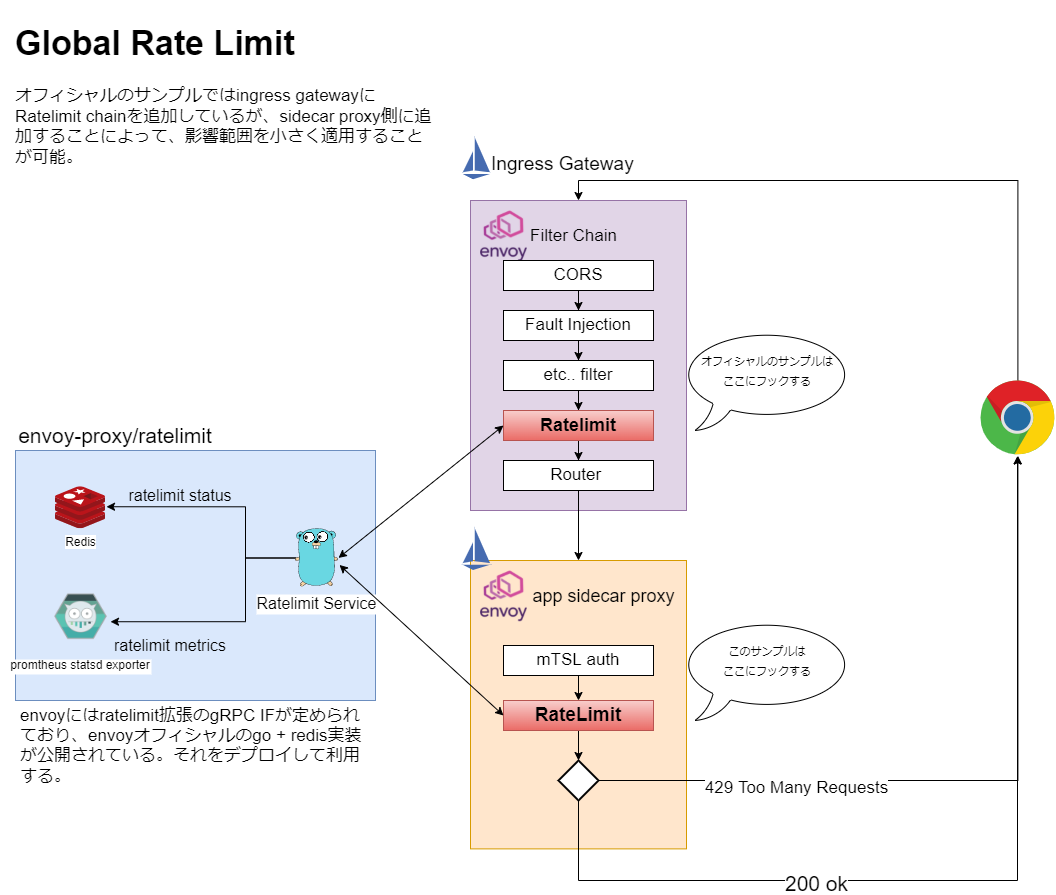 Global Rate Limit
オフィシャルのサンプルではingress gatewayに
Ratelimit chainを追加しているが、sidecar proxy側に追
加することによって、影響範囲を小さく適用すること
が可能。
Ingress Gateway
envoy
Filter Chain
CORS
Fault Injection
etc.. filter
Ratelimit
Router
オフィシャルのサンプルは
ここにフックする
envoy-proxy/ratelimit
ratelimit status
Redis
Ratelimit Service
ratelimit metrics
promtheus statsd exporter
envoyにはratelimit拡張のgRPC IFが定められ
ており、envoyオフィシャルのgo + redis実装
が公開されている。それをデプロイして利用
する。
envoy
app sidecar proxy
mTSL auth
RateLimit
このサンプルは
ここにフックする
429 Too Many Requests
200 ok